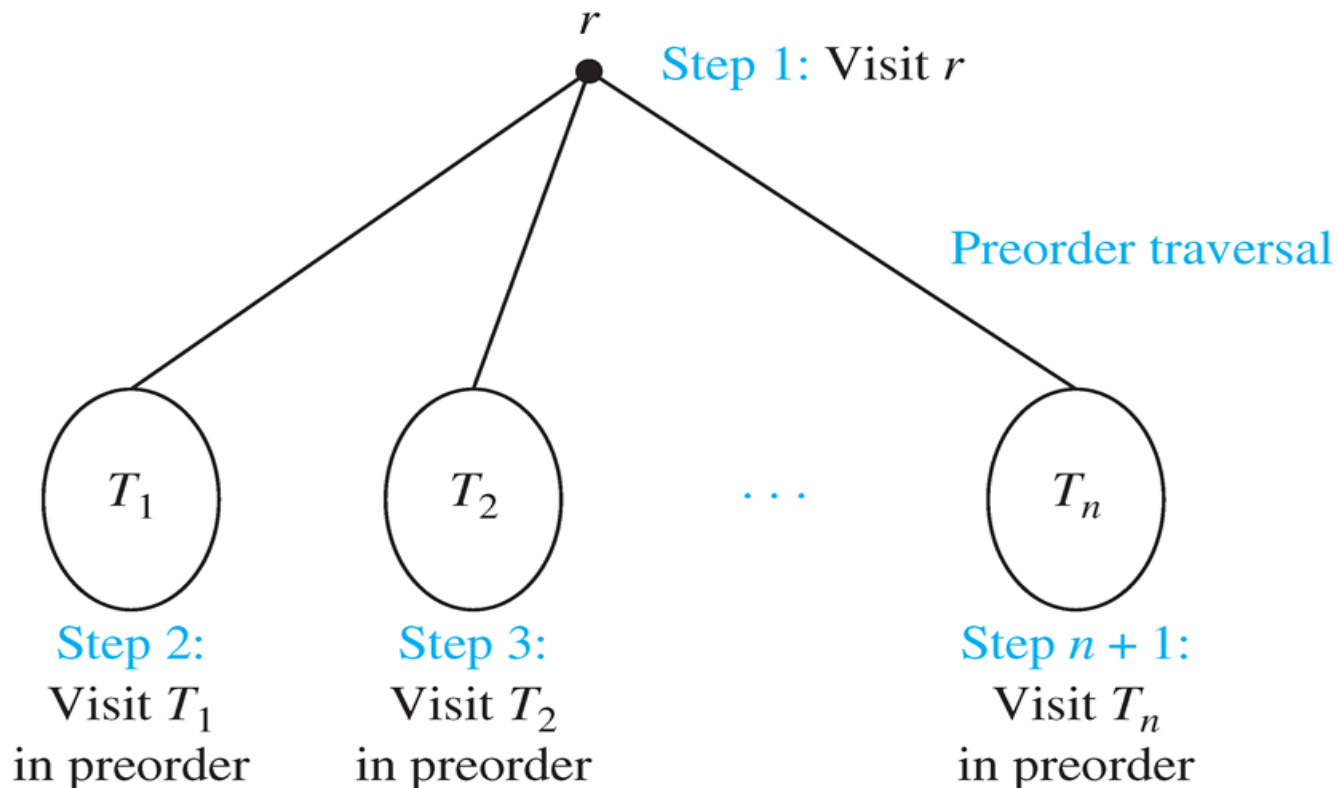 r
Step 1: Visit r
Preorder traversal
T₁
T₂
. . .
Tₙ
Step 2:
Visit T₁
in preorder
Step 3:
Visit T₂
in preorder
Step n + 1:
Visit Tₙ
in preorder